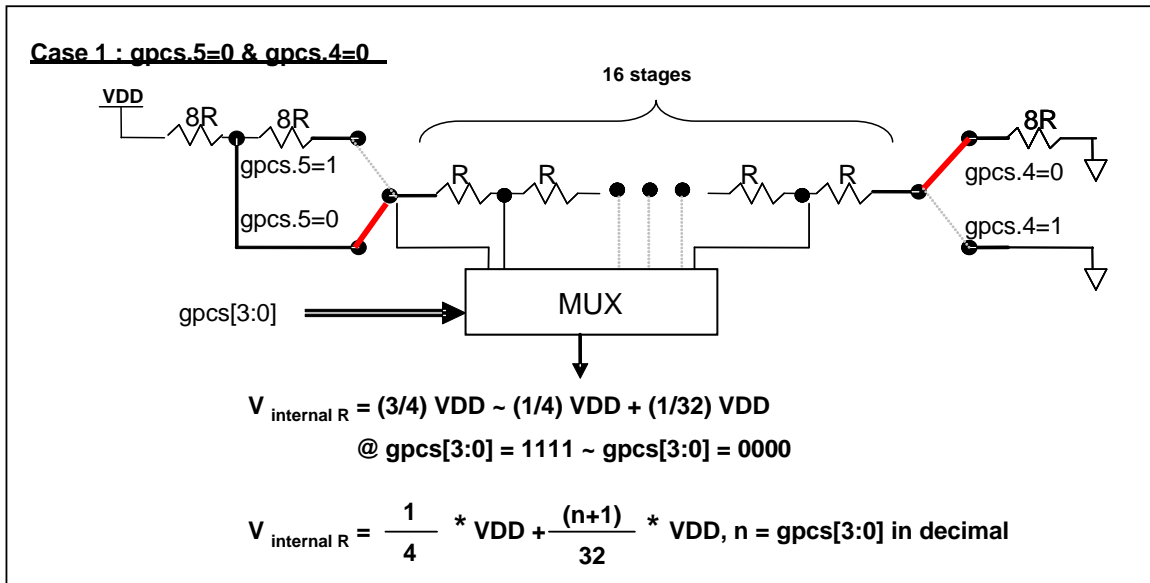 Case 1 : gpcs.5=0 & gpcs.4=0
16 stages
VDD
8R 8R 8R
gpcs.5=1 R R R R gpcs.4=0
gpcs.5=0 gpcs.4=1
MUX
gpcs[3:0]
V internal R = (3/4) VDD ~ (1/4) VDD + (1/32) VDD
@ gpcs[3:0] = 1111 ~ gpcs[3:0] = 0000
V internal R = 1/4 * VDD + (n+1)/32 * VDD, n = gpcs[3:0] in decimal